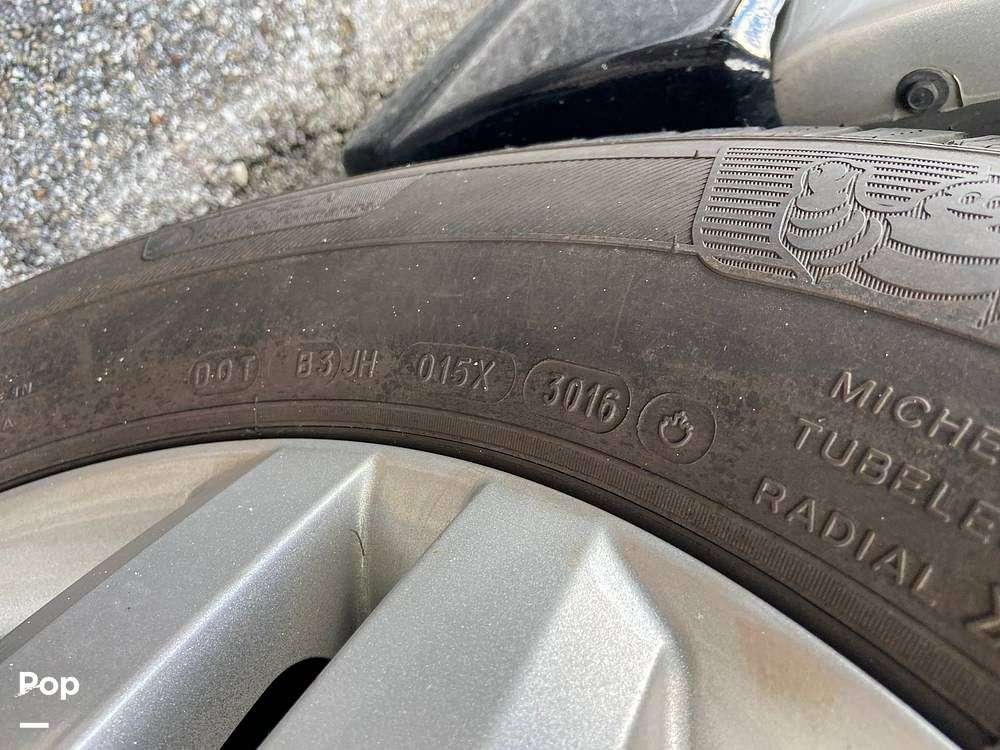 DOT B3JH 015X 3016
MICHE
TUBELE
RADIAL X
Pop